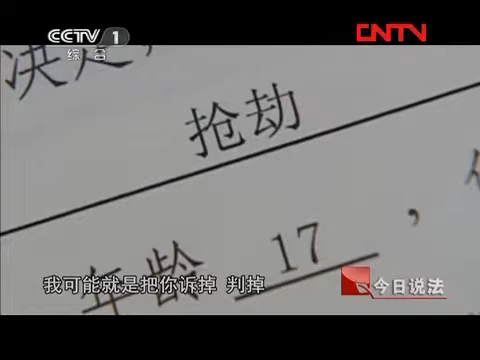 CCTV 1
综合
CNTV
决定，
抢劫
年龄 17，
我可能就是把你诉掉 判掉
今日说法